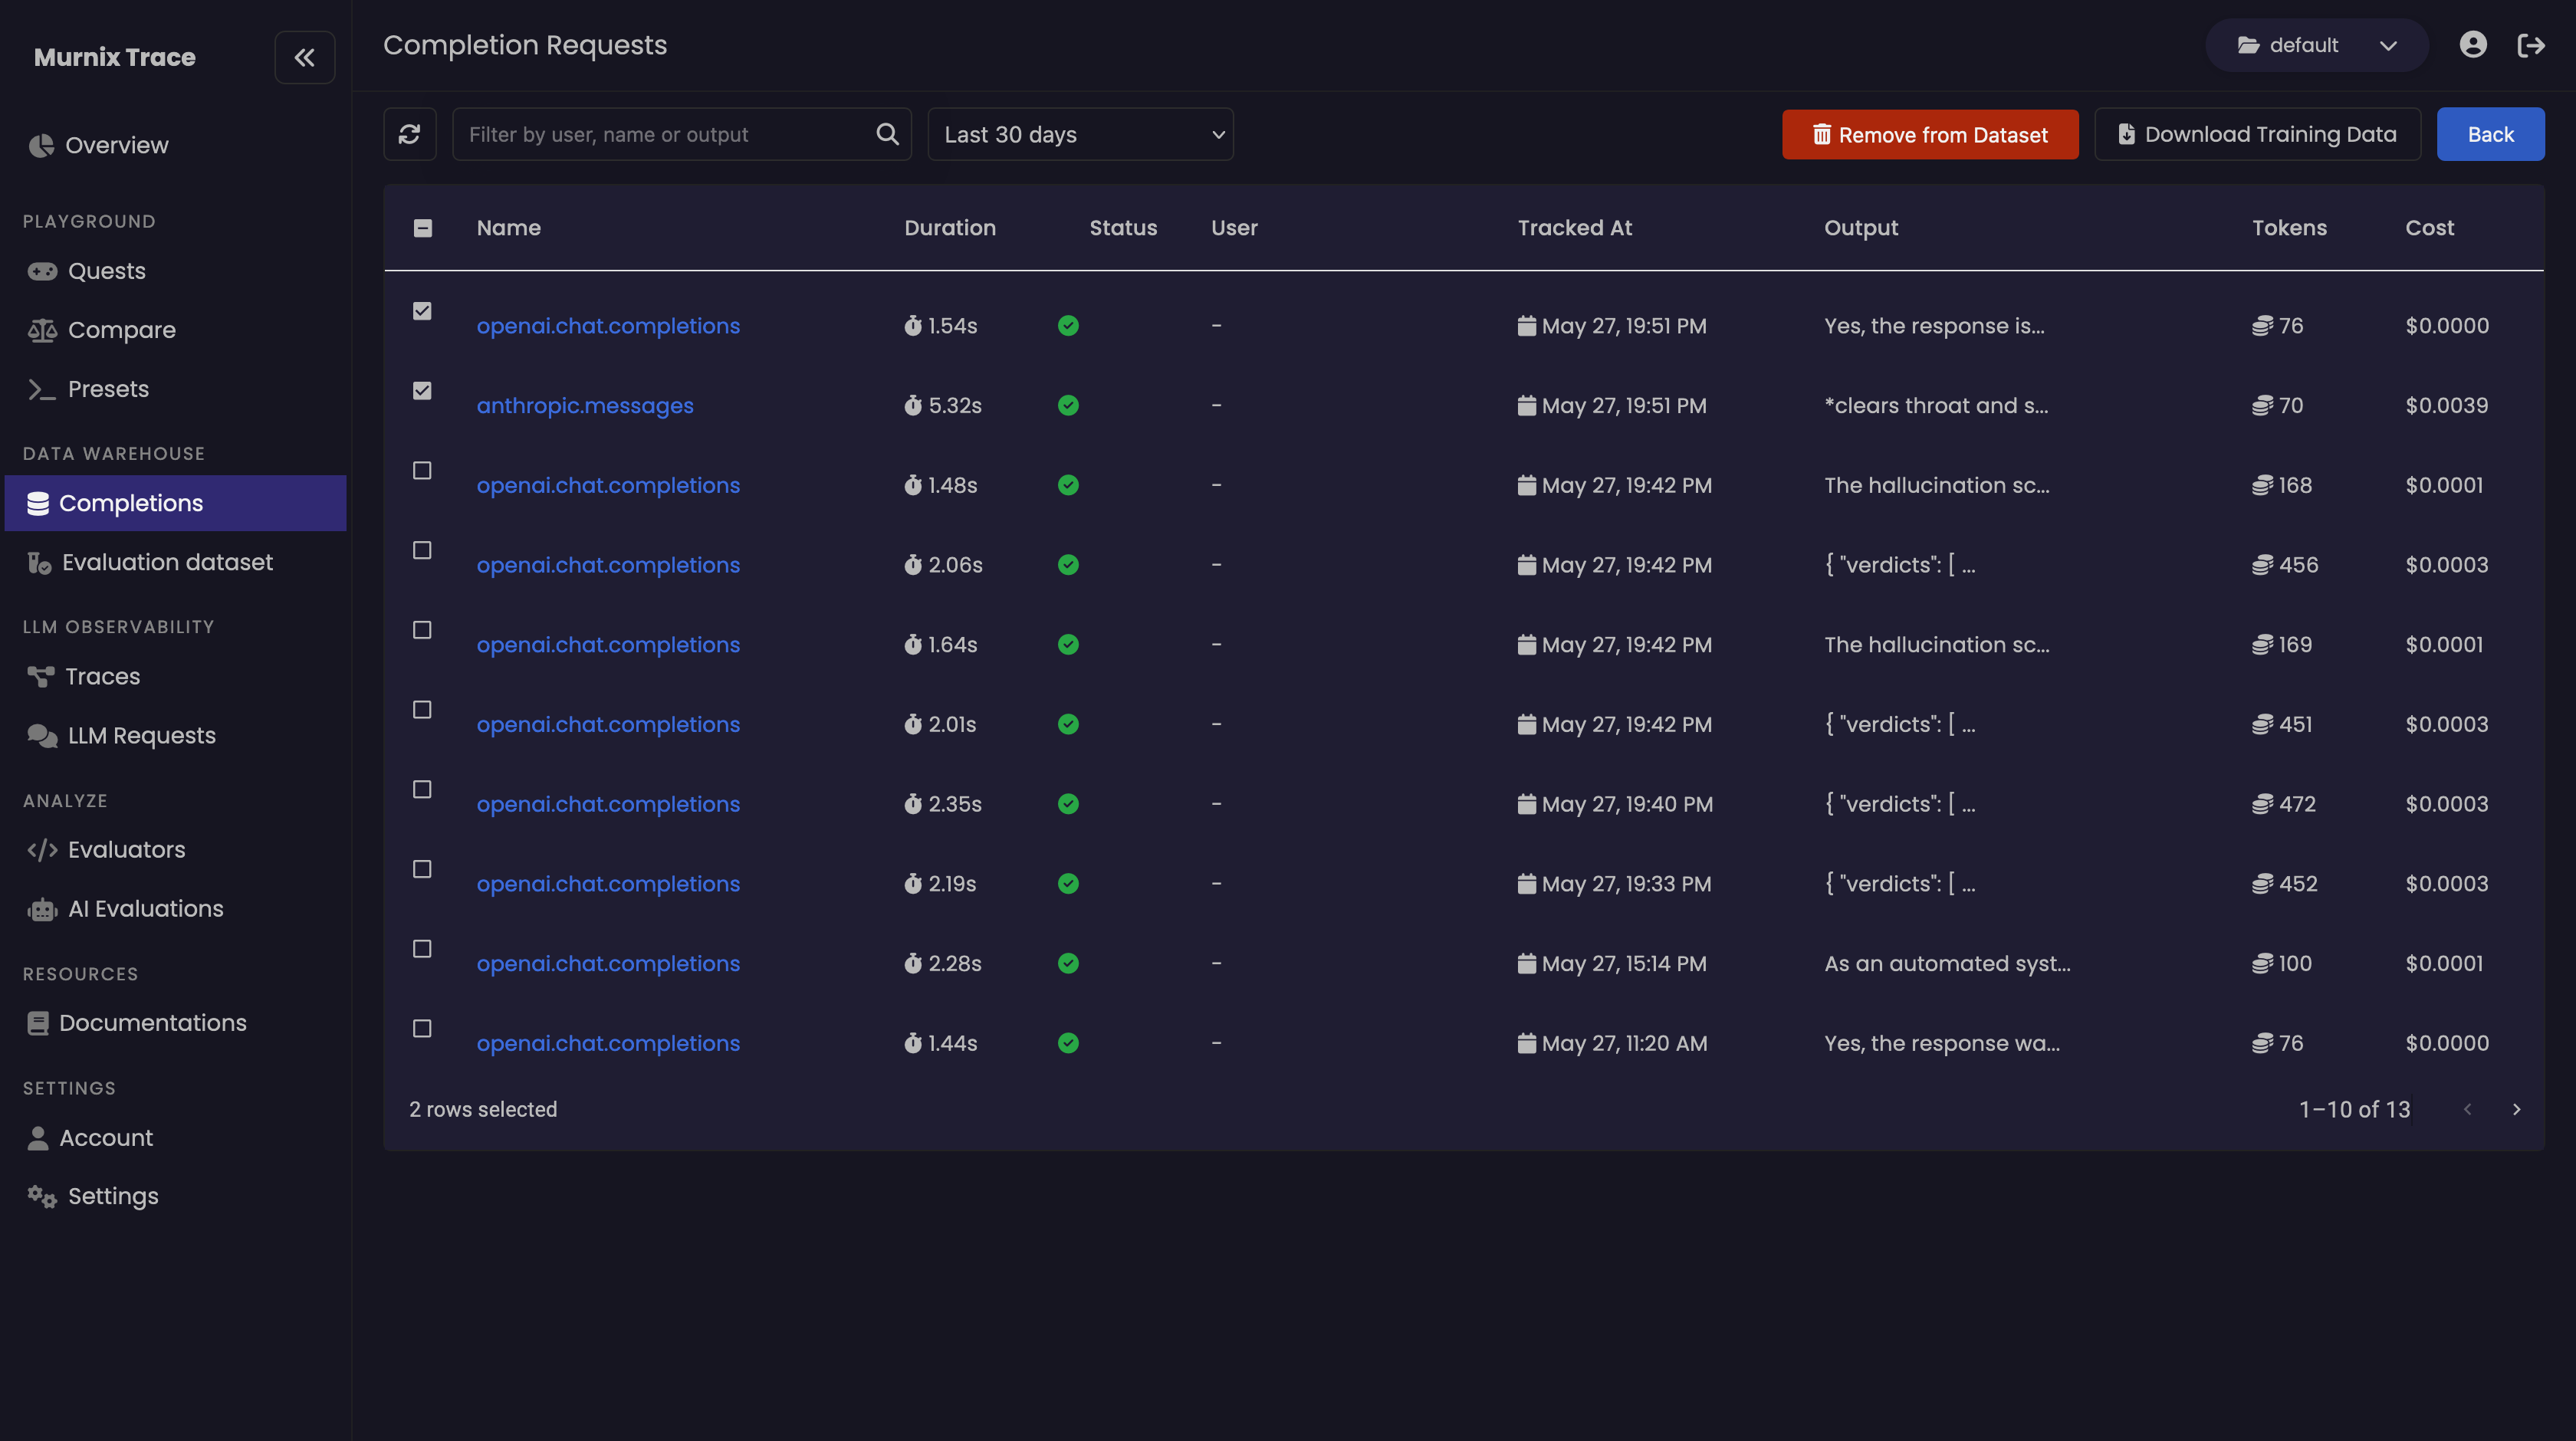 Murnix Trace
Overview
PLAYGROUND
Quests
Compare
Presets
DATA WAREHOUSE
Completions
Evaluation dataset
LLM OBSERVABILITY
Traces
LLM Requests
ANALYZE
Evaluators
AI Evaluations
RESOURCES
Documentations
SETTINGS
Account
Settings
Completion Requests
default
Filter by user, name or output
Last 30 days
Remove from Dataset
Download Training Data
Back
Name Duration Status User Tracked At Output Tokens Cost
openai.chat.completions 1.54s - May 27, 19:51 PM Yes, the response is... 76 $0.0000
anthropic.messages 5.32s - May 27, 19:51 PM *clears throat and s... 70 $0.0039
openai.chat.completions 1.48s - May 27, 19:42 PM The hallucination sc... 168 $0.0001
openai.chat.completions 2.06s - May 27, 19:42 PM { "verdicts": [ ... 456 $0.0003
openai.chat.completions 1.64s - May 27, 19:42 PM The hallucination sc... 169 $0.0001
openai.chat.completions 2.01s - May 27, 19:42 PM { "verdicts": [ ... 451 $0.0003
openai.chat.completions 2.35s - May 27, 19:40 PM { "verdicts": [ ... 472 $0.0003
openai.chat.completions 2.19s - May 27, 19:33 PM { "verdicts": [ ... 452 $0.0003
openai.chat.completions 2.28s - May 27, 15:14 PM As an automated syst... 100 $0.0001
openai.chat.completions 1.44s - May 27, 11:20 AM Yes, the response wa... 76 $0.0000
2 rows selected
1–10 of 13